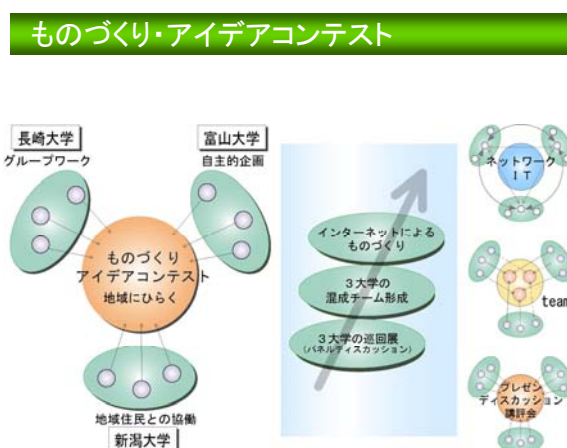 ものづくり・アイデアコンテスト
長崎大学
グループワーク
富山大学
自主的企画
ものづくり
アイデアコンテスト
地域にひらく
地域住民との協働
新潟大学
インターネットによる
ものづくり
3大学の
混成チーム形成
3大学の巡回展
(パネルディスカッション)
ネットワーク
IT
team
プレゼン
ディスカッション
講評会